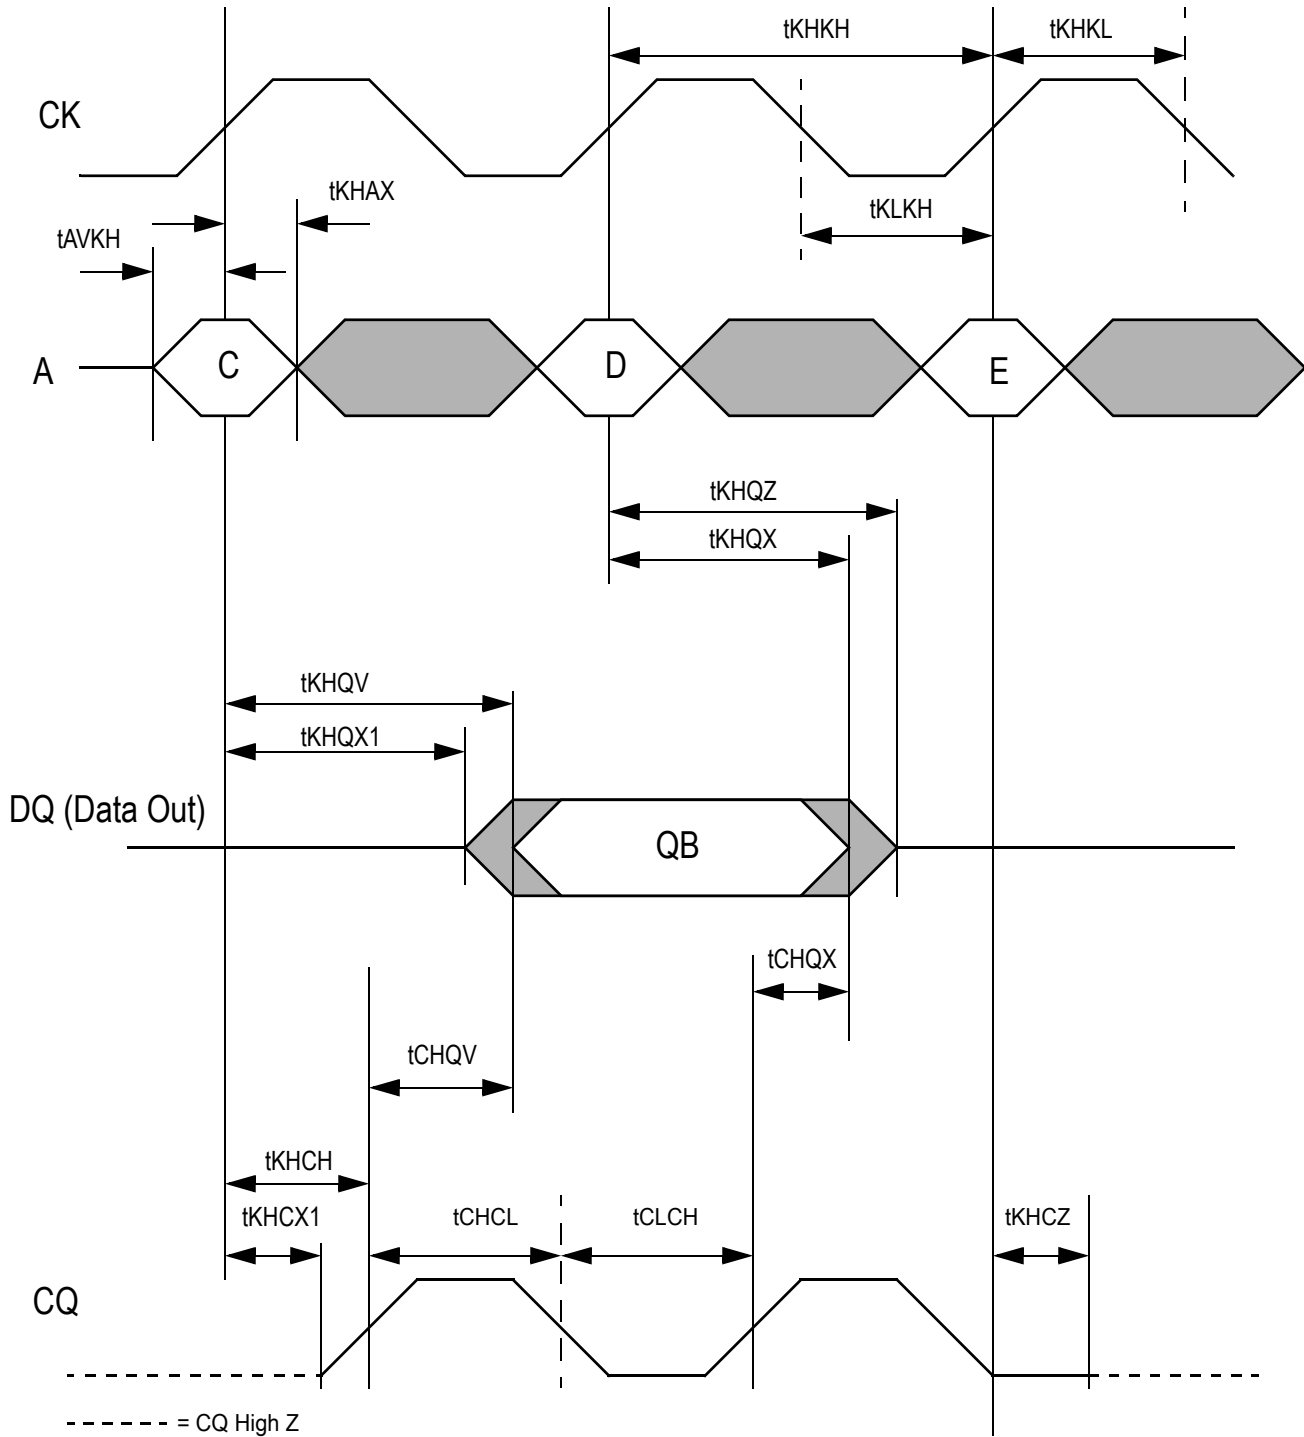 tKHKH
tKHKL
CK
tKHAX
tAVKH
tKLKH
A
C
D
E
tKHQZ
tKHQX
tKHQV
tKHQX1
DQ (Data Out)
QB
tCHQX
tCHQV
tKHCH
tKHCX1
tCHCL
tCLCH
tKHCZ
CQ
= CQ High Z